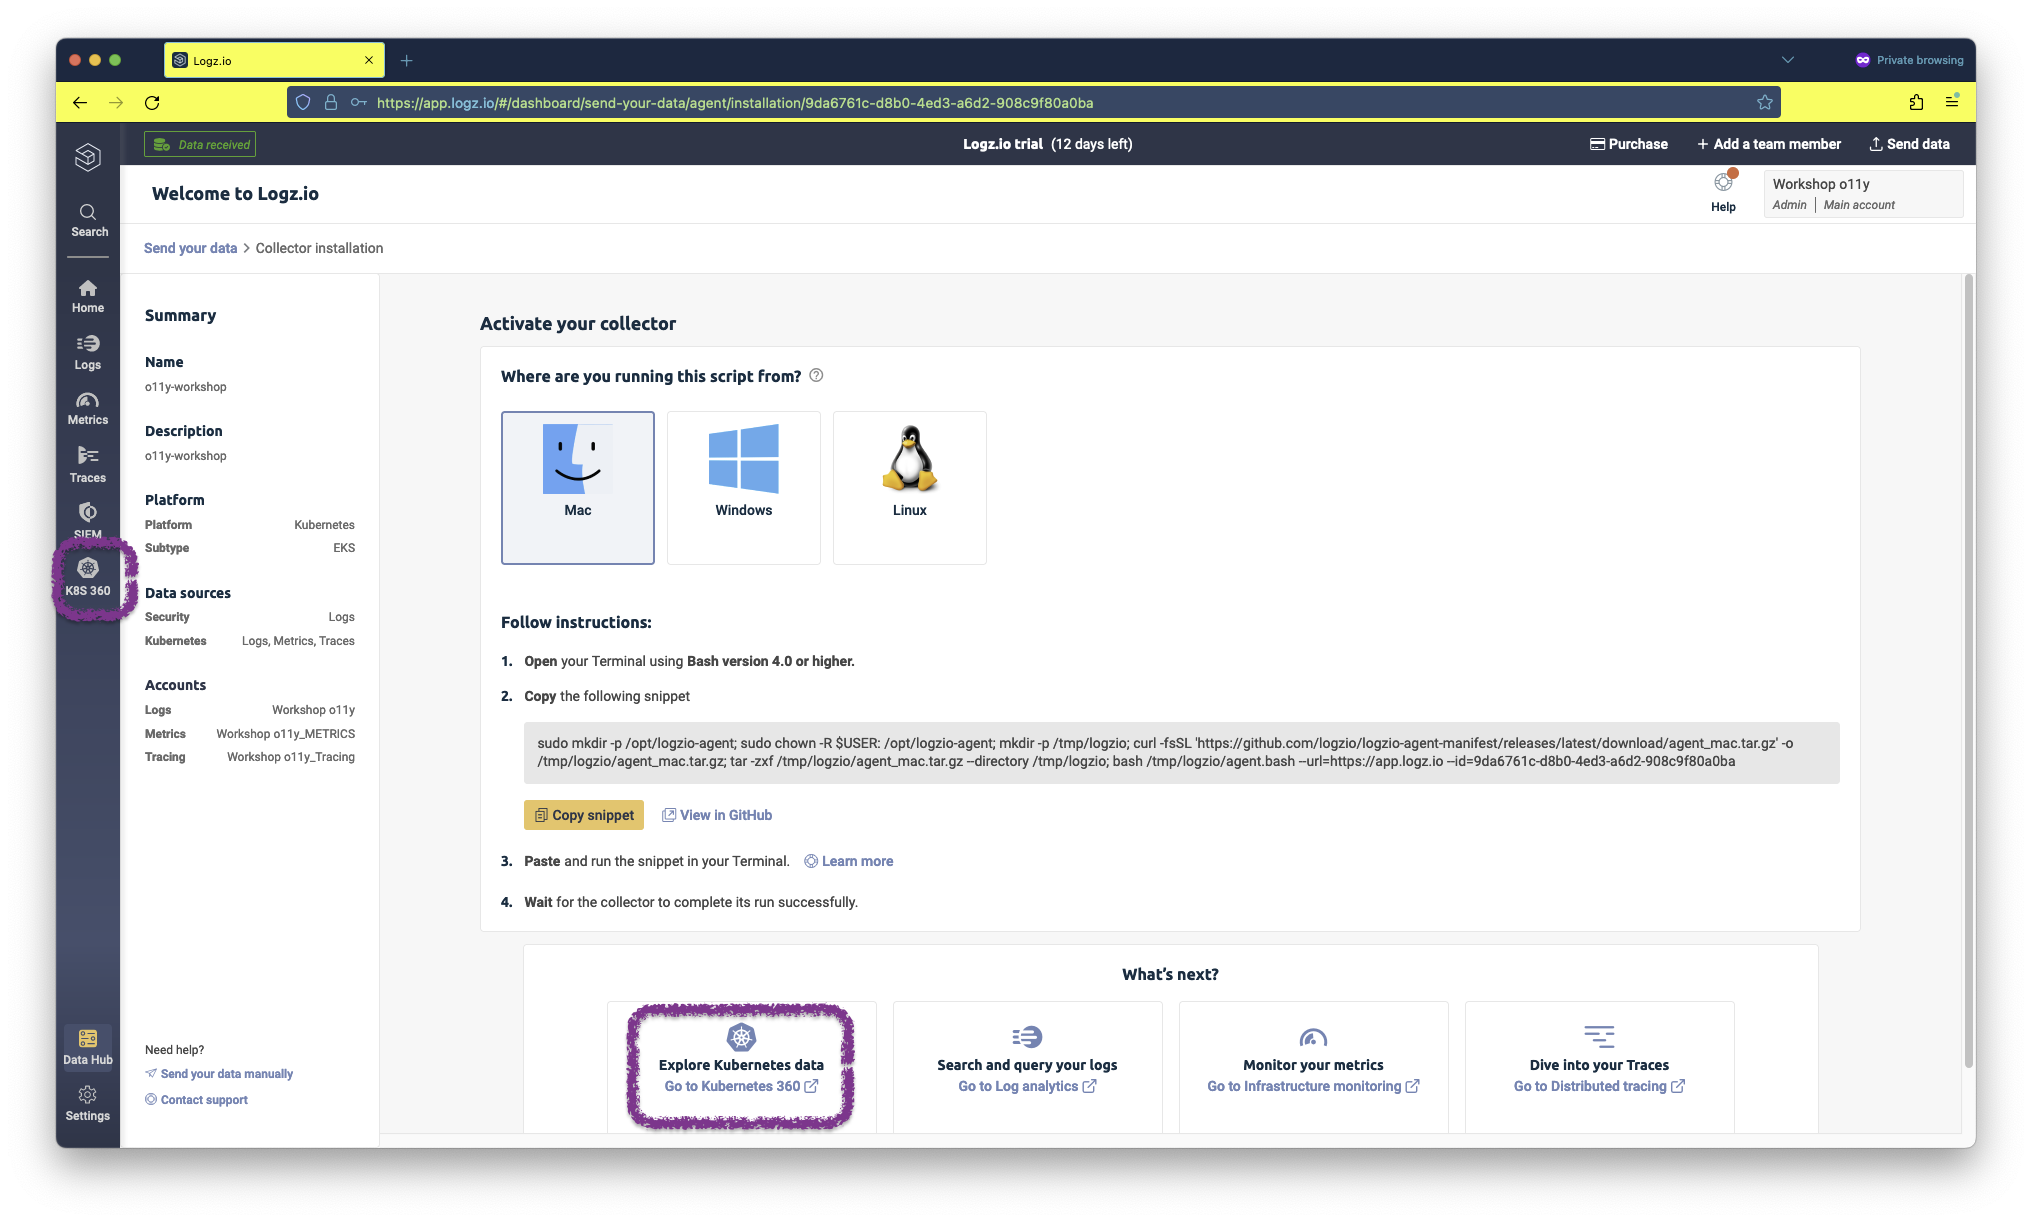 Logz.io
Private browsing
https://app.logz.io/#/dashboard/send-your-data/agent/installation/9da6761c-d8b0-4ed3-a6d2-908c9f80a0ba
Data received
Logz.io trial (12 days left)
Purchase
Add a team member
Send data
Welcome to Logz.io
Help
Workshop o11y
Admin | Main account
Search
Home
Logs
Metrics
Traces
SIEM
K8S 360
Data Hub
Settings
Send your data > Collector installation
Summary
Name
o11y-workshop
Description
o11y-workshop
Platform
Platform Kubernetes
Subtype EKS
Data sources
Security Logs
Kubernetes Logs, Metrics, Traces
Accounts
Logs Workshop o11y
Metrics Workshop o11y_METRICS
Tracing Workshop o11y_Tracing
Need help?
Send your data manually
Contact support
Activate your collector
Where are you running this script from?
Mac
Windows
Linux
Follow instructions:
1. Open your Terminal using Bash version 4.0 or higher.
2. Copy the following snippet
sudo mkdir -p /opt/logzio-agent; sudo chown -R $USER: /opt/logzio-agent; mkdir -p /tmp/logzio; curl -fsSL 'https://github.com/logzio/logzio-agent-manifest/releases/latest/download/agent_mac.tar.gz' -o
/tmp/logzio/agent_mac.tar.gz; tar -zxf /tmp/logzio/agent_mac.tar.gz --directory /tmp/logzio; bash /tmp/logzio/agent.bash --url=https://app.logz.io --id=9da6761c-d8b0-4ed3-a6d2-908c9f80a0ba
Copy snippet
View in GitHub
3. Paste and run the snippet in your Terminal. Learn more
4. Wait for the collector to complete its run successfully.
What's next?
Explore Kubernetes data
Go to Kubernetes 360
Search and query your logs
Go to Log analytics
Monitor your metrics
Go to Infrastructure monitoring
Dive into your Traces
Go to Distributed tracing